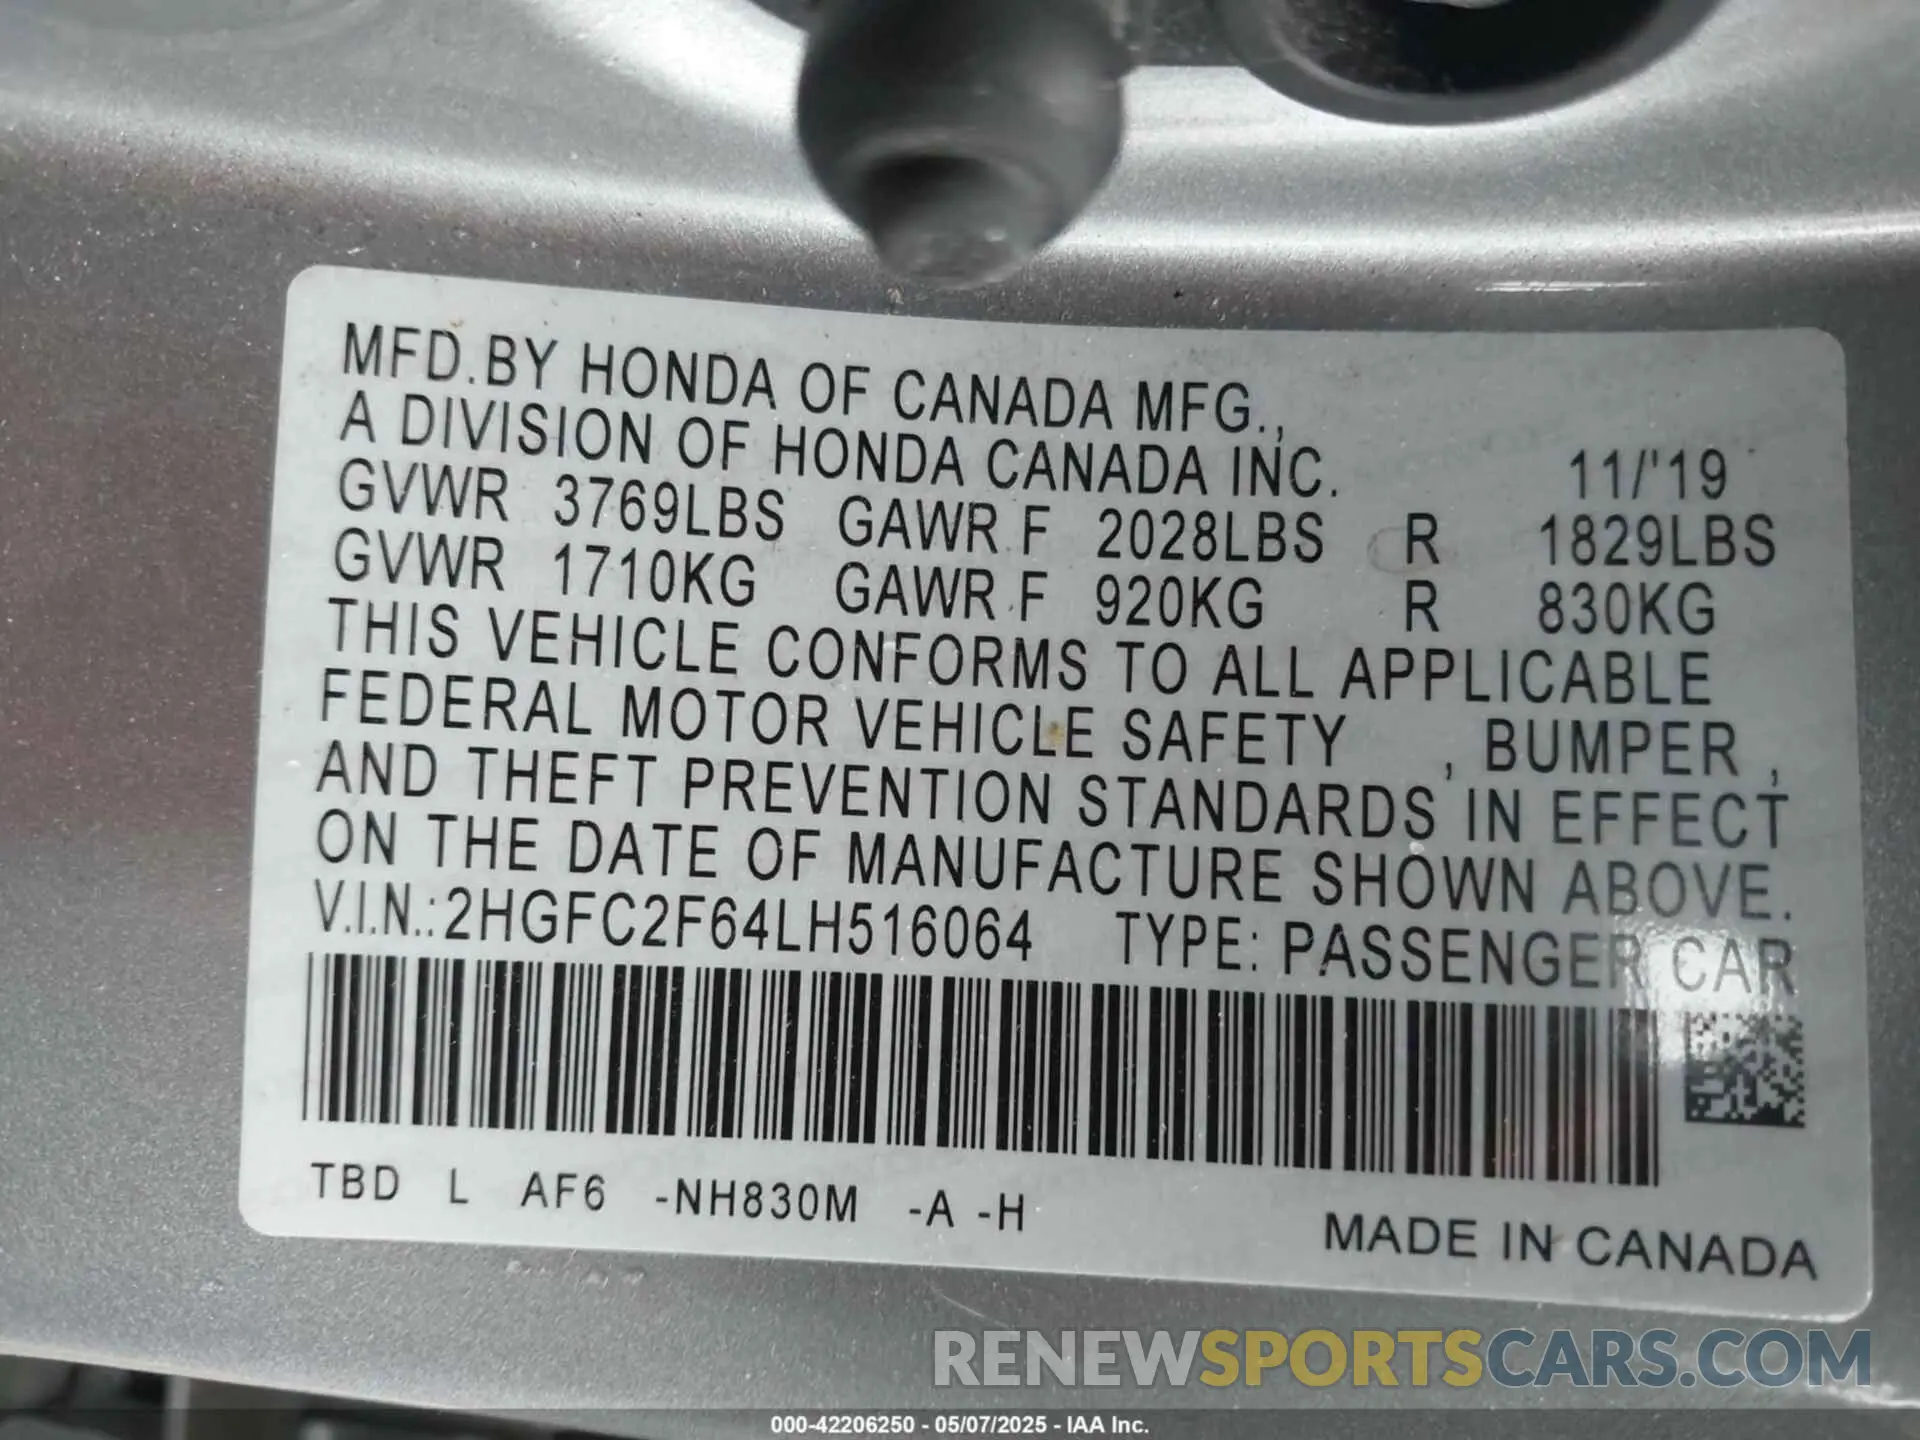 MFD.BY HONDA OF CANADA MFG.,
A DIVISION OF HONDA CANADA INC. 11/'19
GVWR 3769LBS GAWR F 2028LBS R 1829LBS
GVWR 1710KG GAWR F 920KG R 830KG
THIS VEHICLE CONFORMS TO ALL APPLICABLE
FEDERAL MOTOR VEHICLE SAFETY , BUMPER ,
AND THEFT PREVENTION STANDARDS IN EFFECT
ON THE DATE OF MANUFACTURE SHOWN ABOVE.
V.I.N.:2HGFC2F64LH516064 TYPE: PASSENGER CAR
TBD L AF6 -NH830M -A -H
MADE IN CANADA
RENEWSPORTSCARS.COM
000-42206250 - 05/07/2025 - IAA Inc.